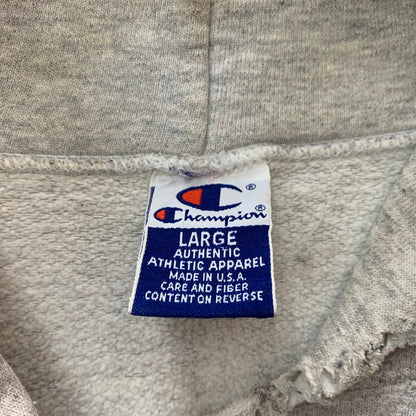 Champion®
LARGE
AUTHENTIC
ATHLETIC APPAREL
MADE IN U.S.A.
CARE AND FIBER
CONTENT ON REVERSE